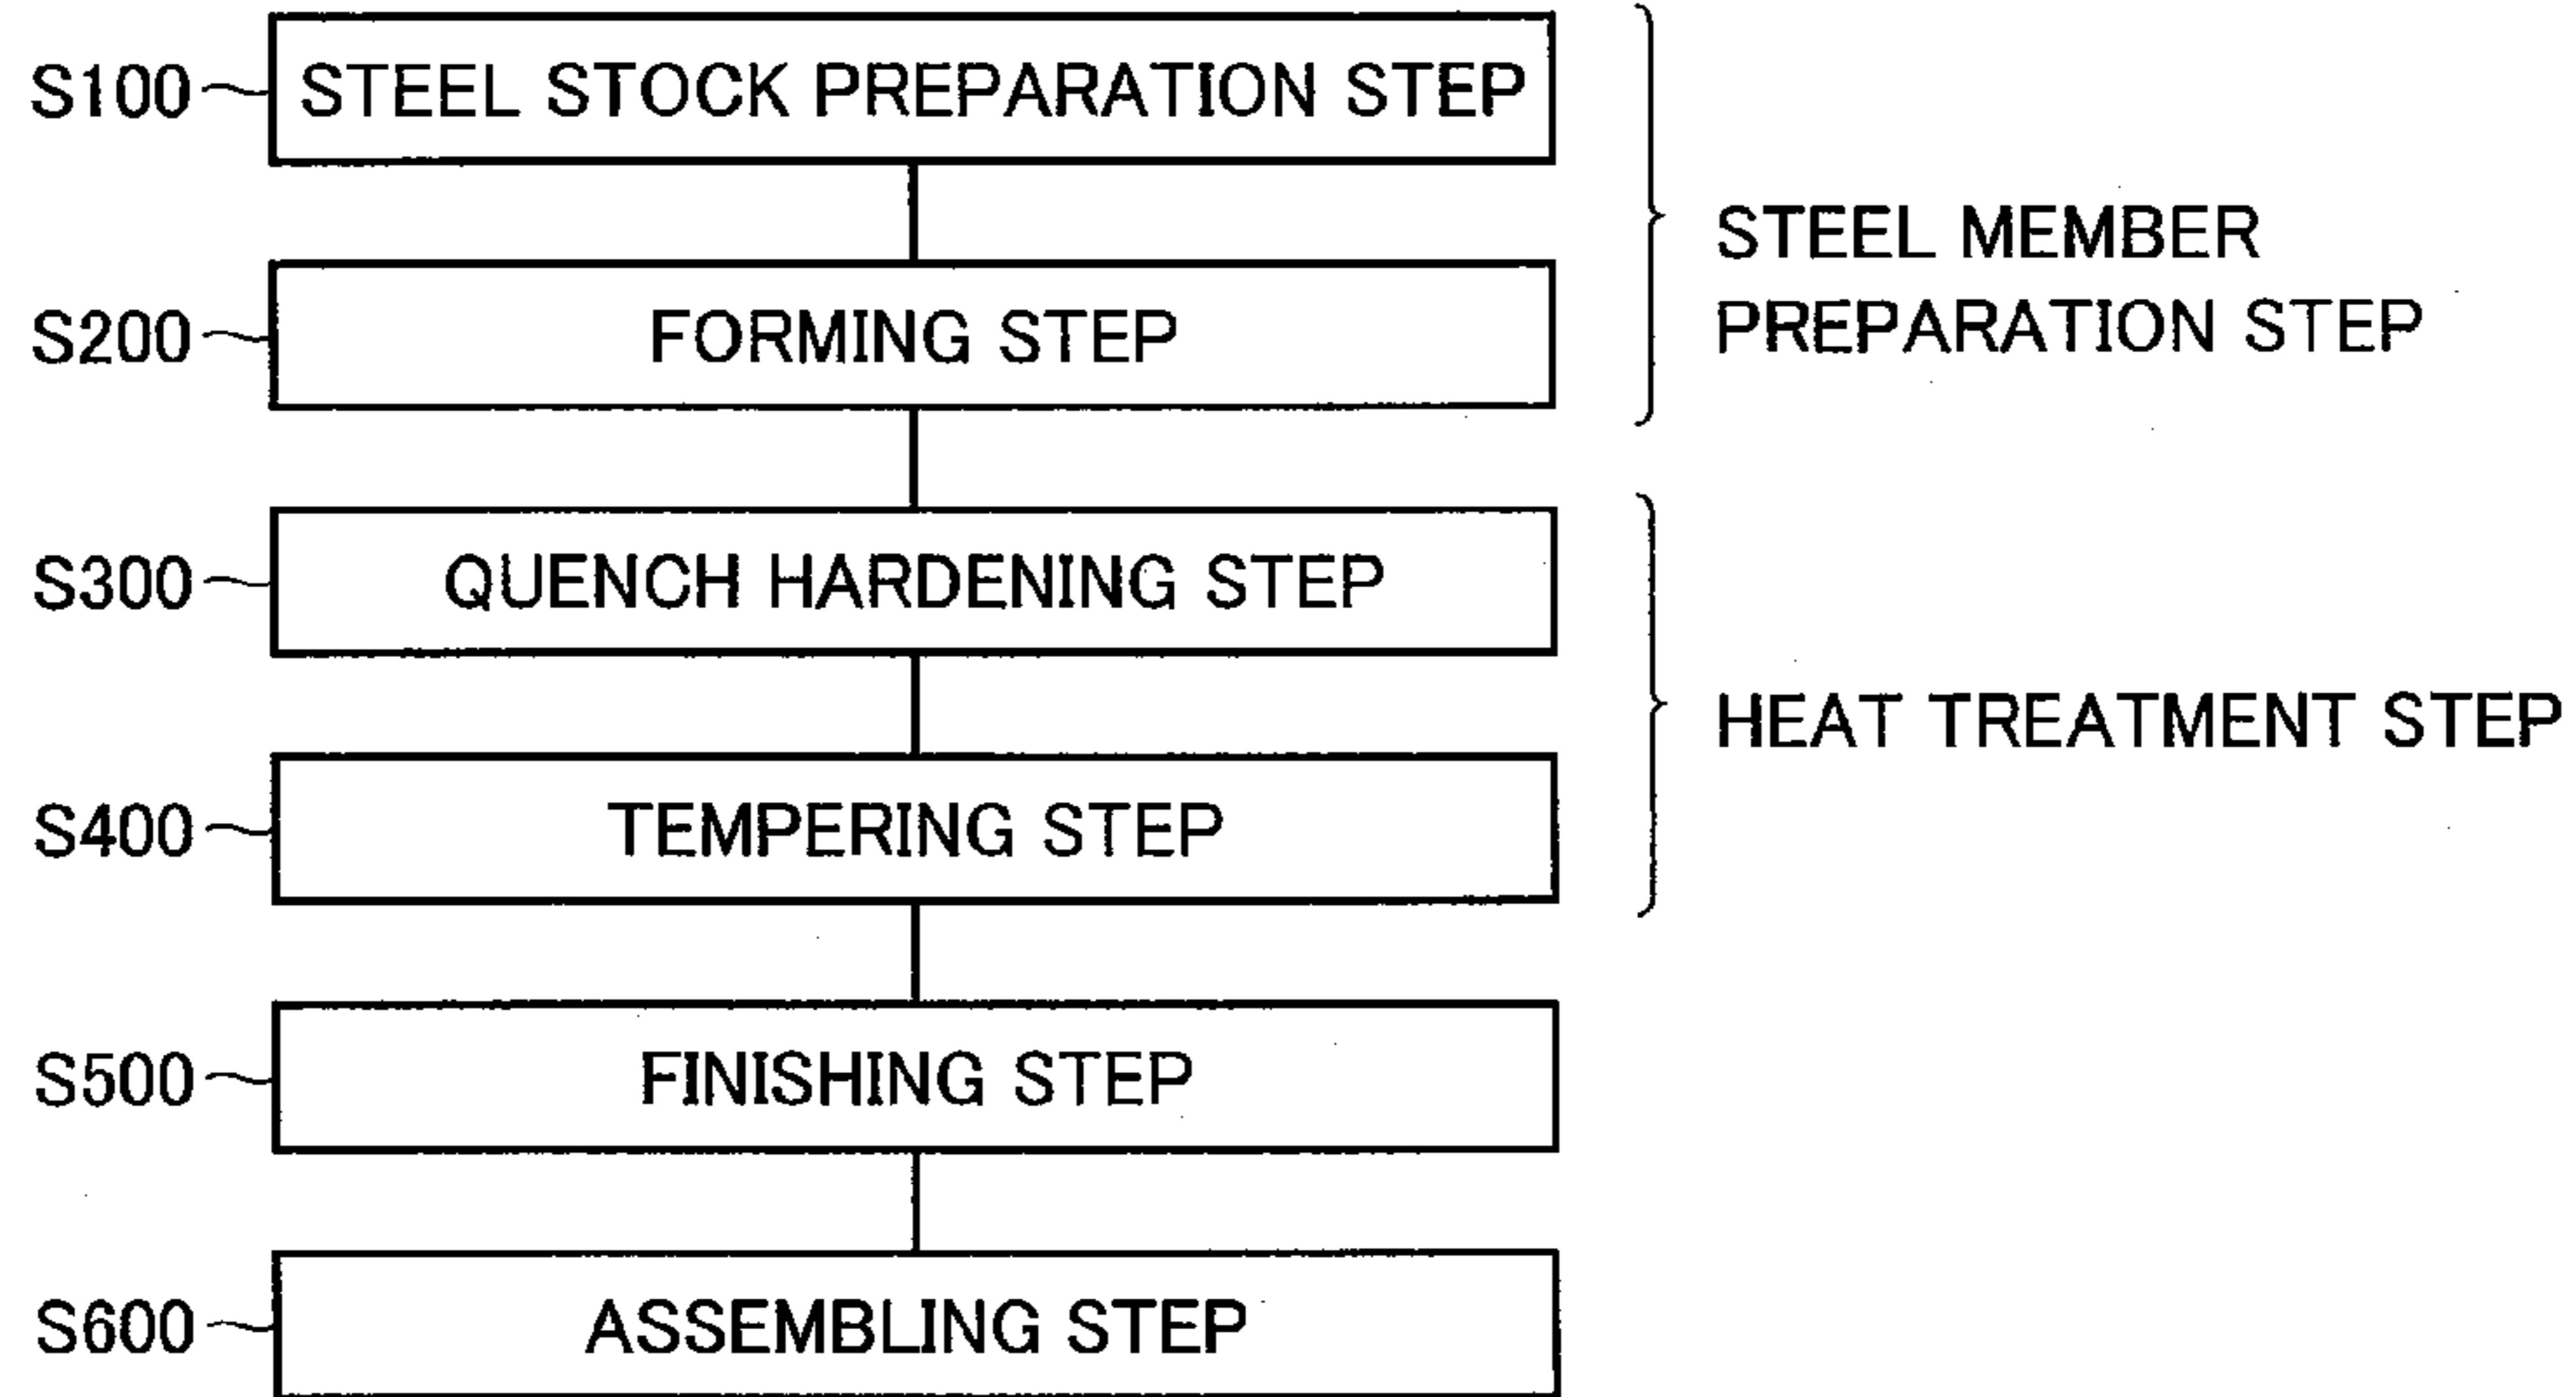 S100 STEEL STOCK PREPARATION STEP
STEEL MEMBER
PREPARATION STEP
S200 FORMING STEP
S300 QUENCH HARDENING STEP
HEAT TREATMENT STEP
S400 TEMPERING STEP
S500 FINISHING STEP
S600 ASSEMBLING STEP